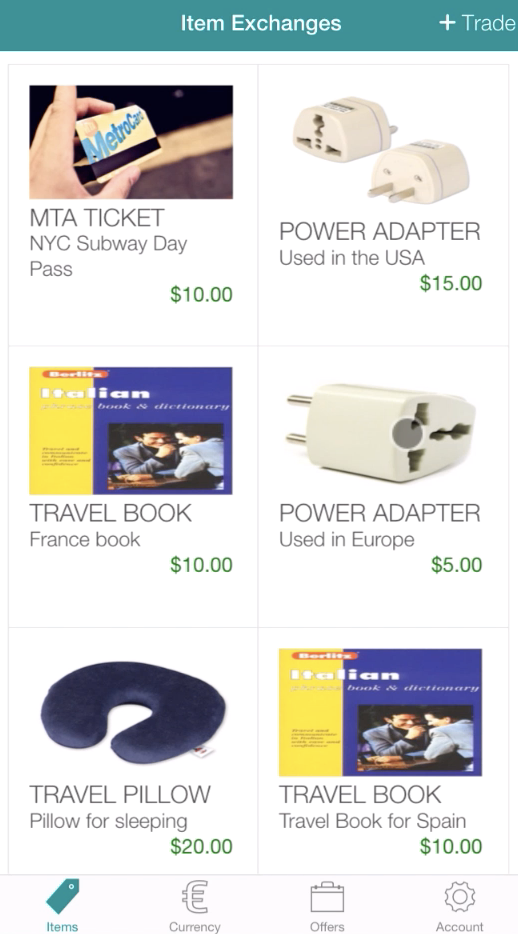 Item Exchanges
+ Trade
MetroCard
MTA TICKET
NYC Subway Day
Pass
$10.00
POWER ADAPTER
Used in the USA
$15.00
Berlitz
Italian
phrase book & dictionary
TRAVEL BOOK
France book
$10.00
POWER ADAPTER
Used in Europe
$5.00
TRAVEL PILLOW
Pillow for sleeping
$20.00
Berlitz
Italian
phrase book & dictionary
TRAVEL BOOK
Travel Book for Spain
$10.00
Items
Currency
Offers
Account